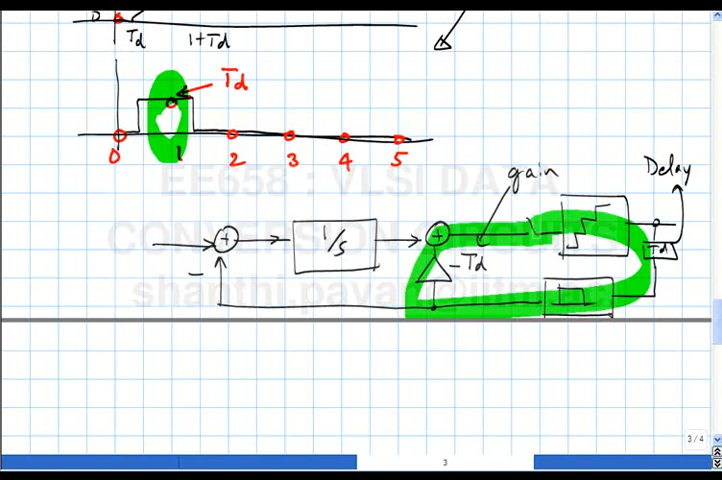 Td 1+Td
Td
0 1 2 3 4 5
EE658 : VLSI DATA
CONVERSION CIRCUITS
Delay
gain
+ 1/s + Td
− −Td
3/4
3